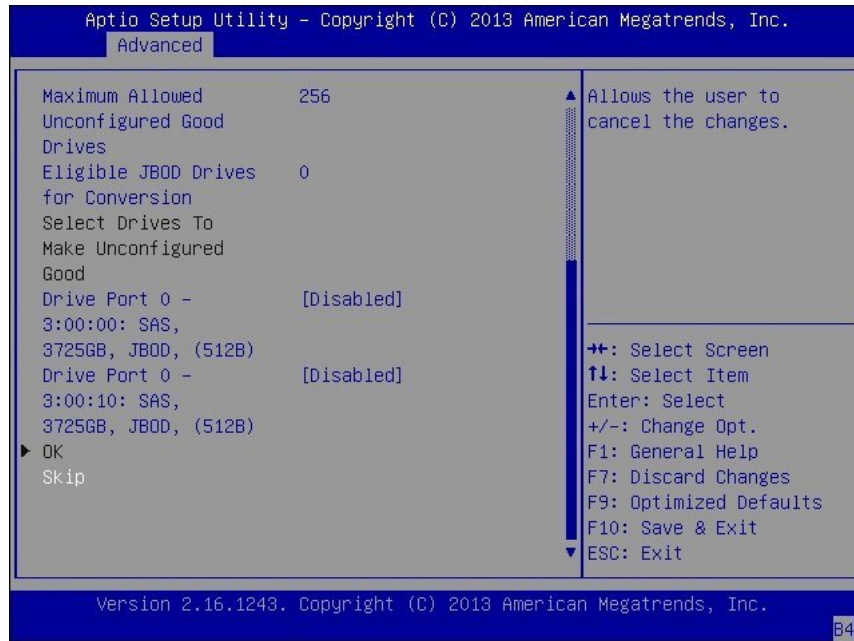 Aptio Setup Utility – Copyright (C) 2013 American Megatrends, Inc.
Advanced
Maximum Allowed 256
Unconfigured Good
Drives
Eligible JBOD Drives 0
for Conversion
Select Drives To
Make Unconfigured
Good
Drive Port 0 – [Disabled]
3:00:00: SAS,
3725GB, JBOD, (512B)
Drive Port 0 – [Disabled]
3:00:10: SAS,
3725GB, JBOD, (512B)
OK
Skip
Allows the user to
cancel the changes.
→←: Select Screen
↑↓: Select Item
Enter: Select
+/-: Change Opt.
F1: General Help
F7: Discard Changes
F9: Optimized Defaults
F10: Save & Exit
ESC: Exit
Version 2.16.1243. Copyright (C) 2013 American Megatrends, Inc.
B4